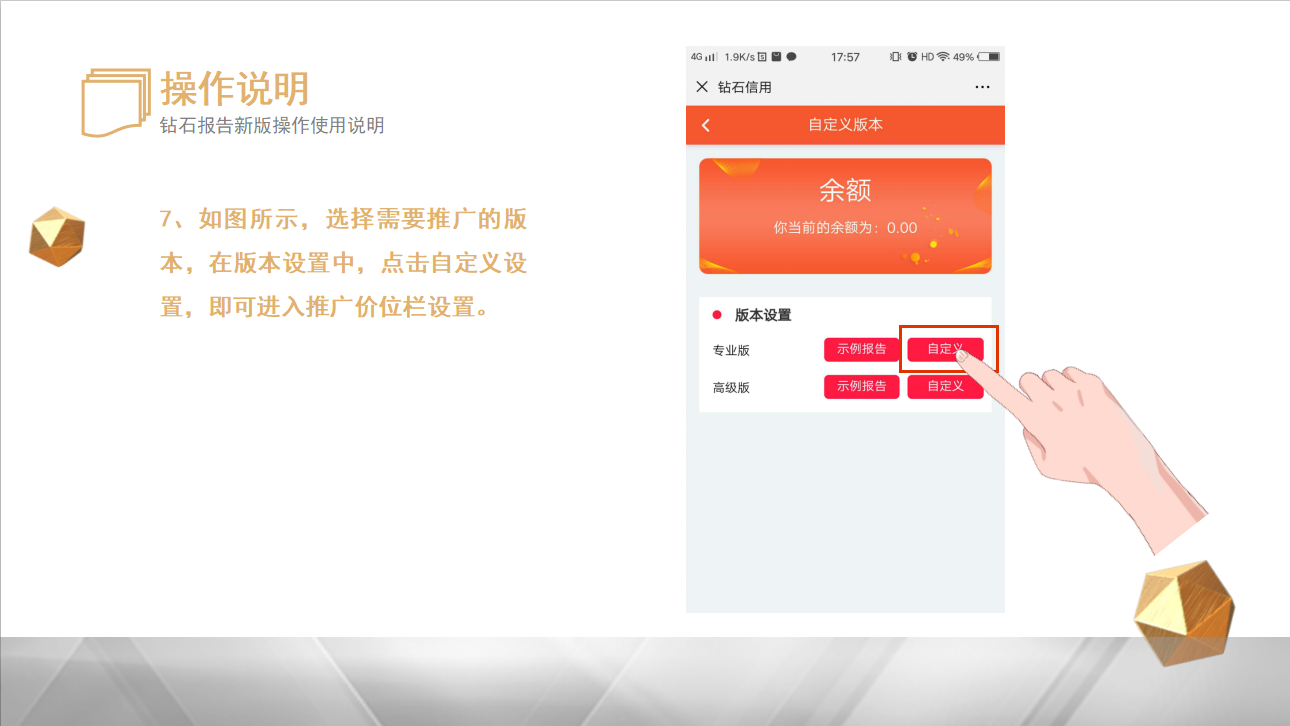 操作说明
钻石报告新版操作使用说明
7、如图所示，选择需要推广的版
本，在版本设置中，点击自定义设
置，即可进入推广价位栏设置。
4G 1.9K/s 17:57 HD 49%
钻石信用
自定义版本
余额
你当前的余额为：0.00
版本设置
专业版 示例报告 自定义
高级版 示例报告 自定义